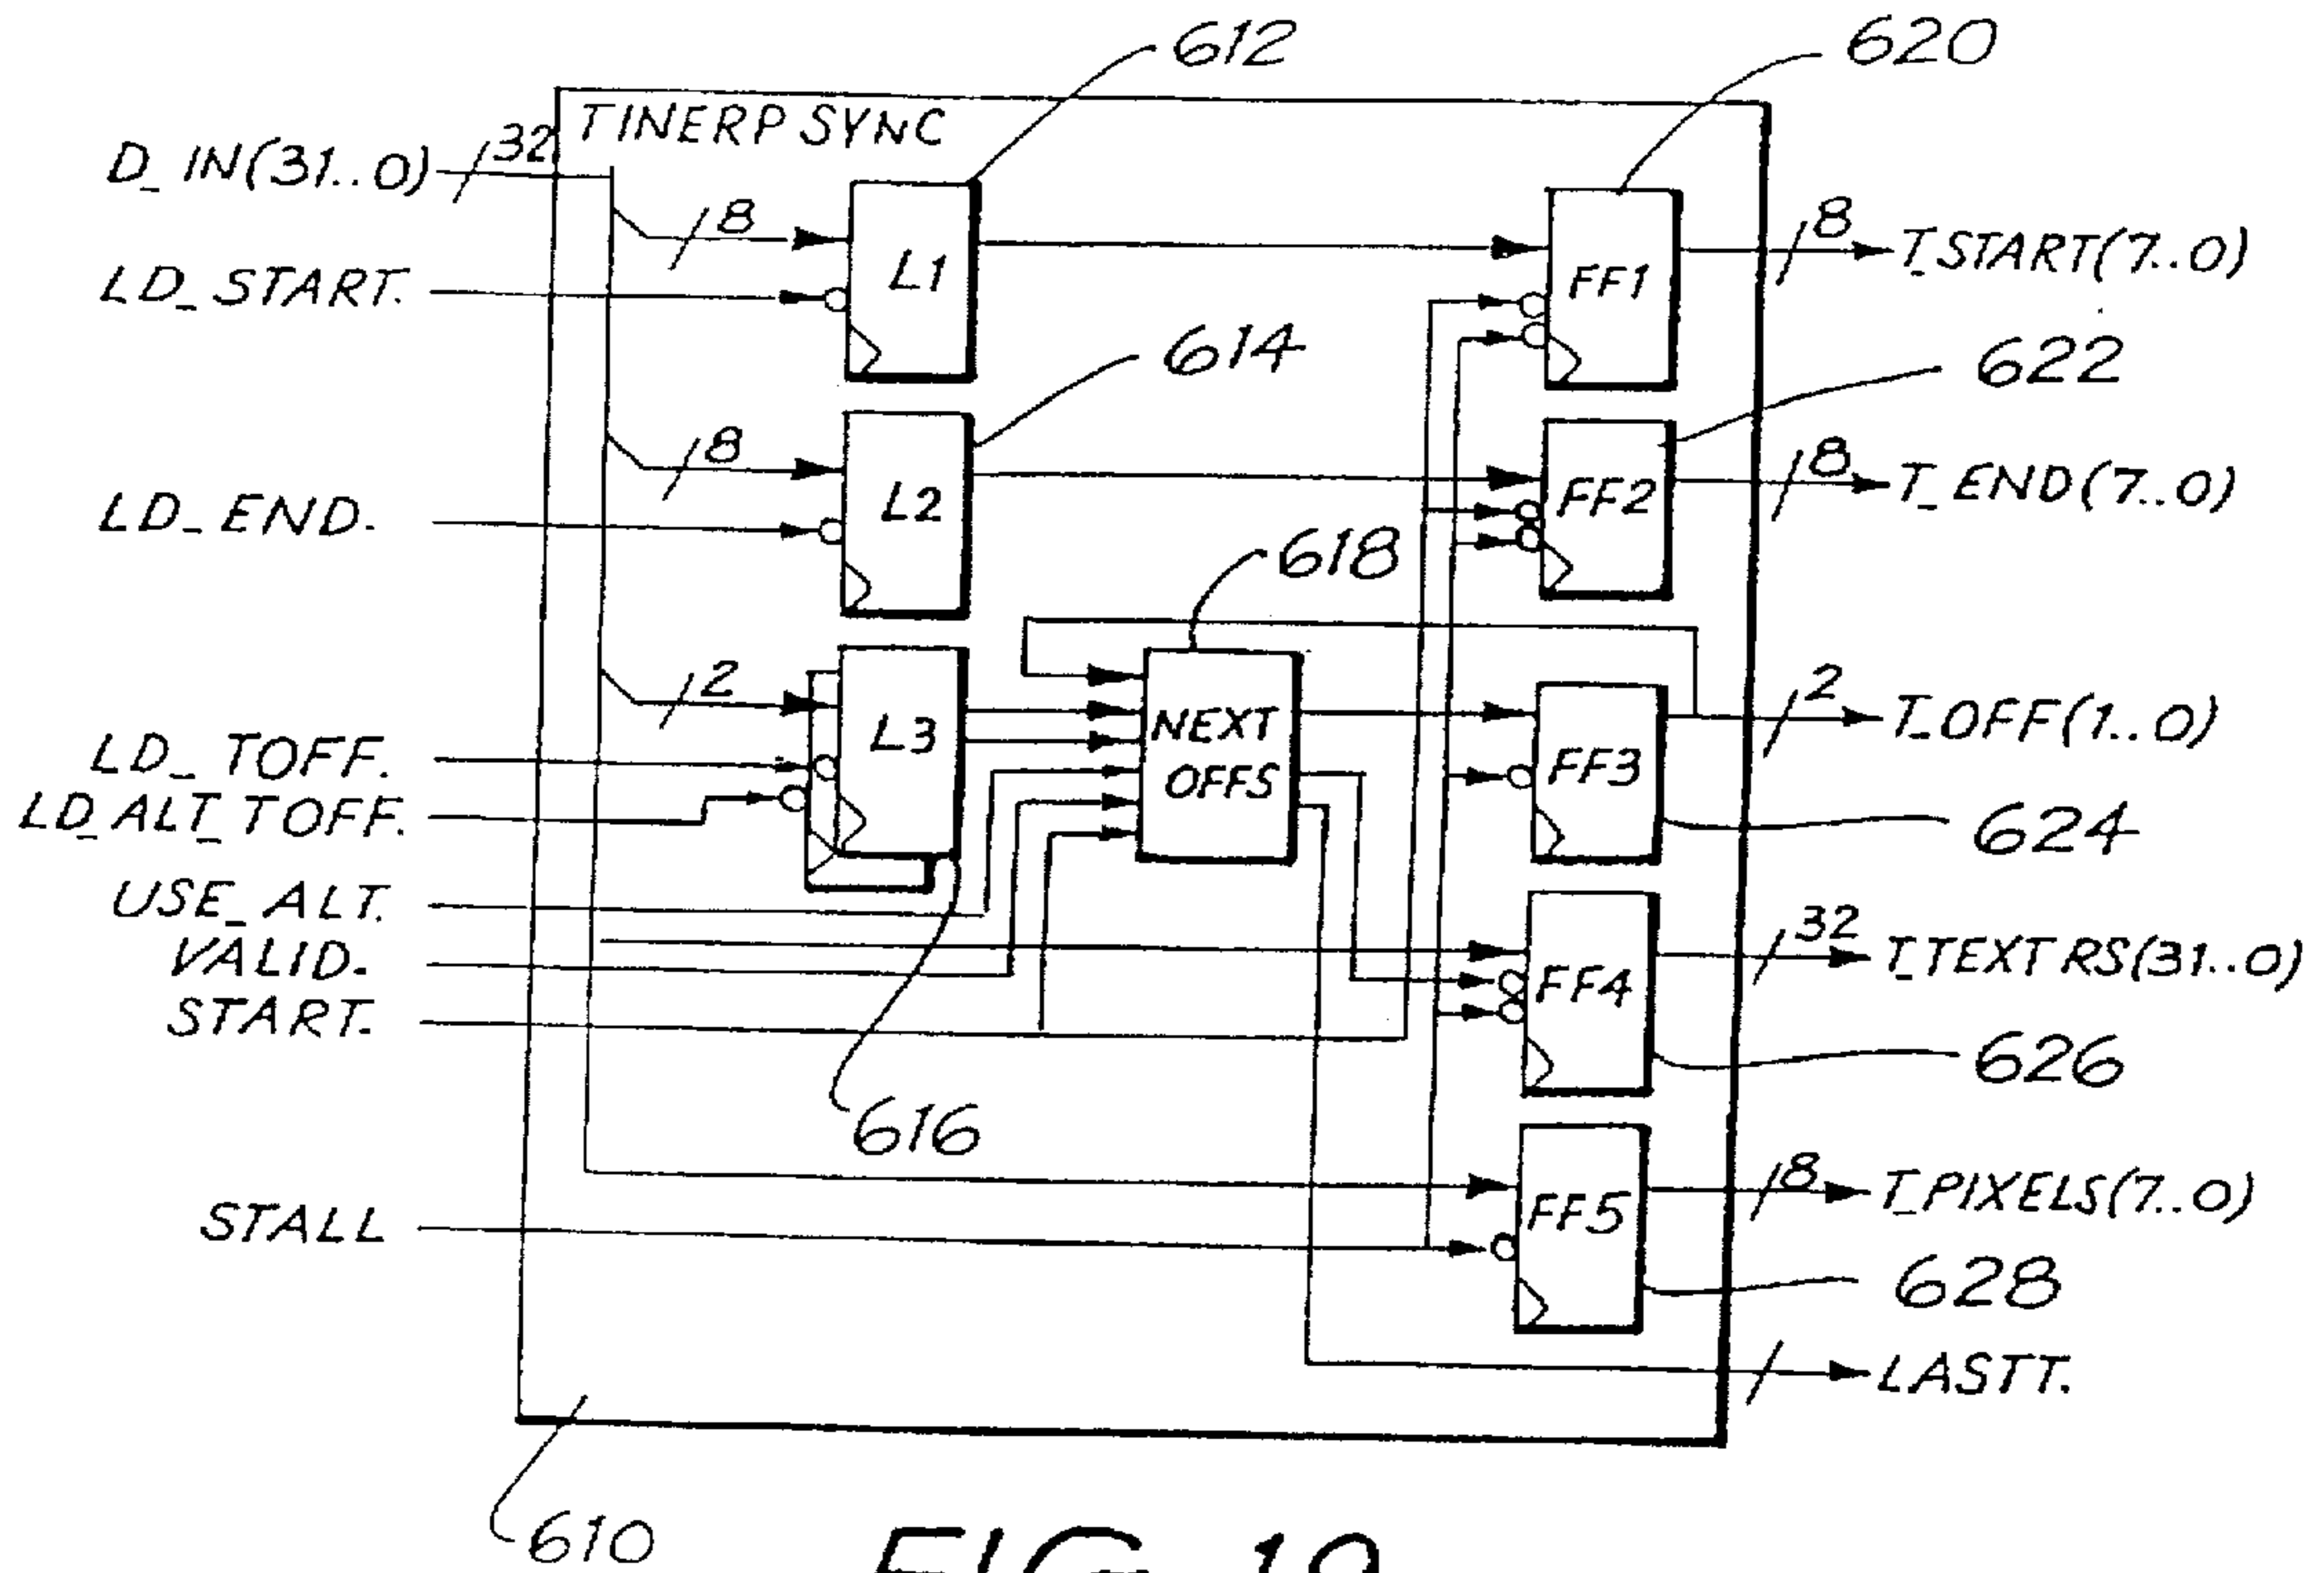 612
620
TINERP SYNC
D_IN(31..0)
32
8
L1
FF1
8
T_START(7..0)
LD_START.
614
622
8
L2
FF2
8
T_END(7..0)
LD_END.
618
2
L3
NEXT
OFFS
FF3
2
T_OFF(1..0)
LD_TOFF.
LD_ALT_TOFF.
624
USE_ALT.
VALID.
START.
FF4
32
T_TEXTRS(31..0)
626
616
FF5
8
T_PIXELS(7..0)
STALL
628
LASTT.
610